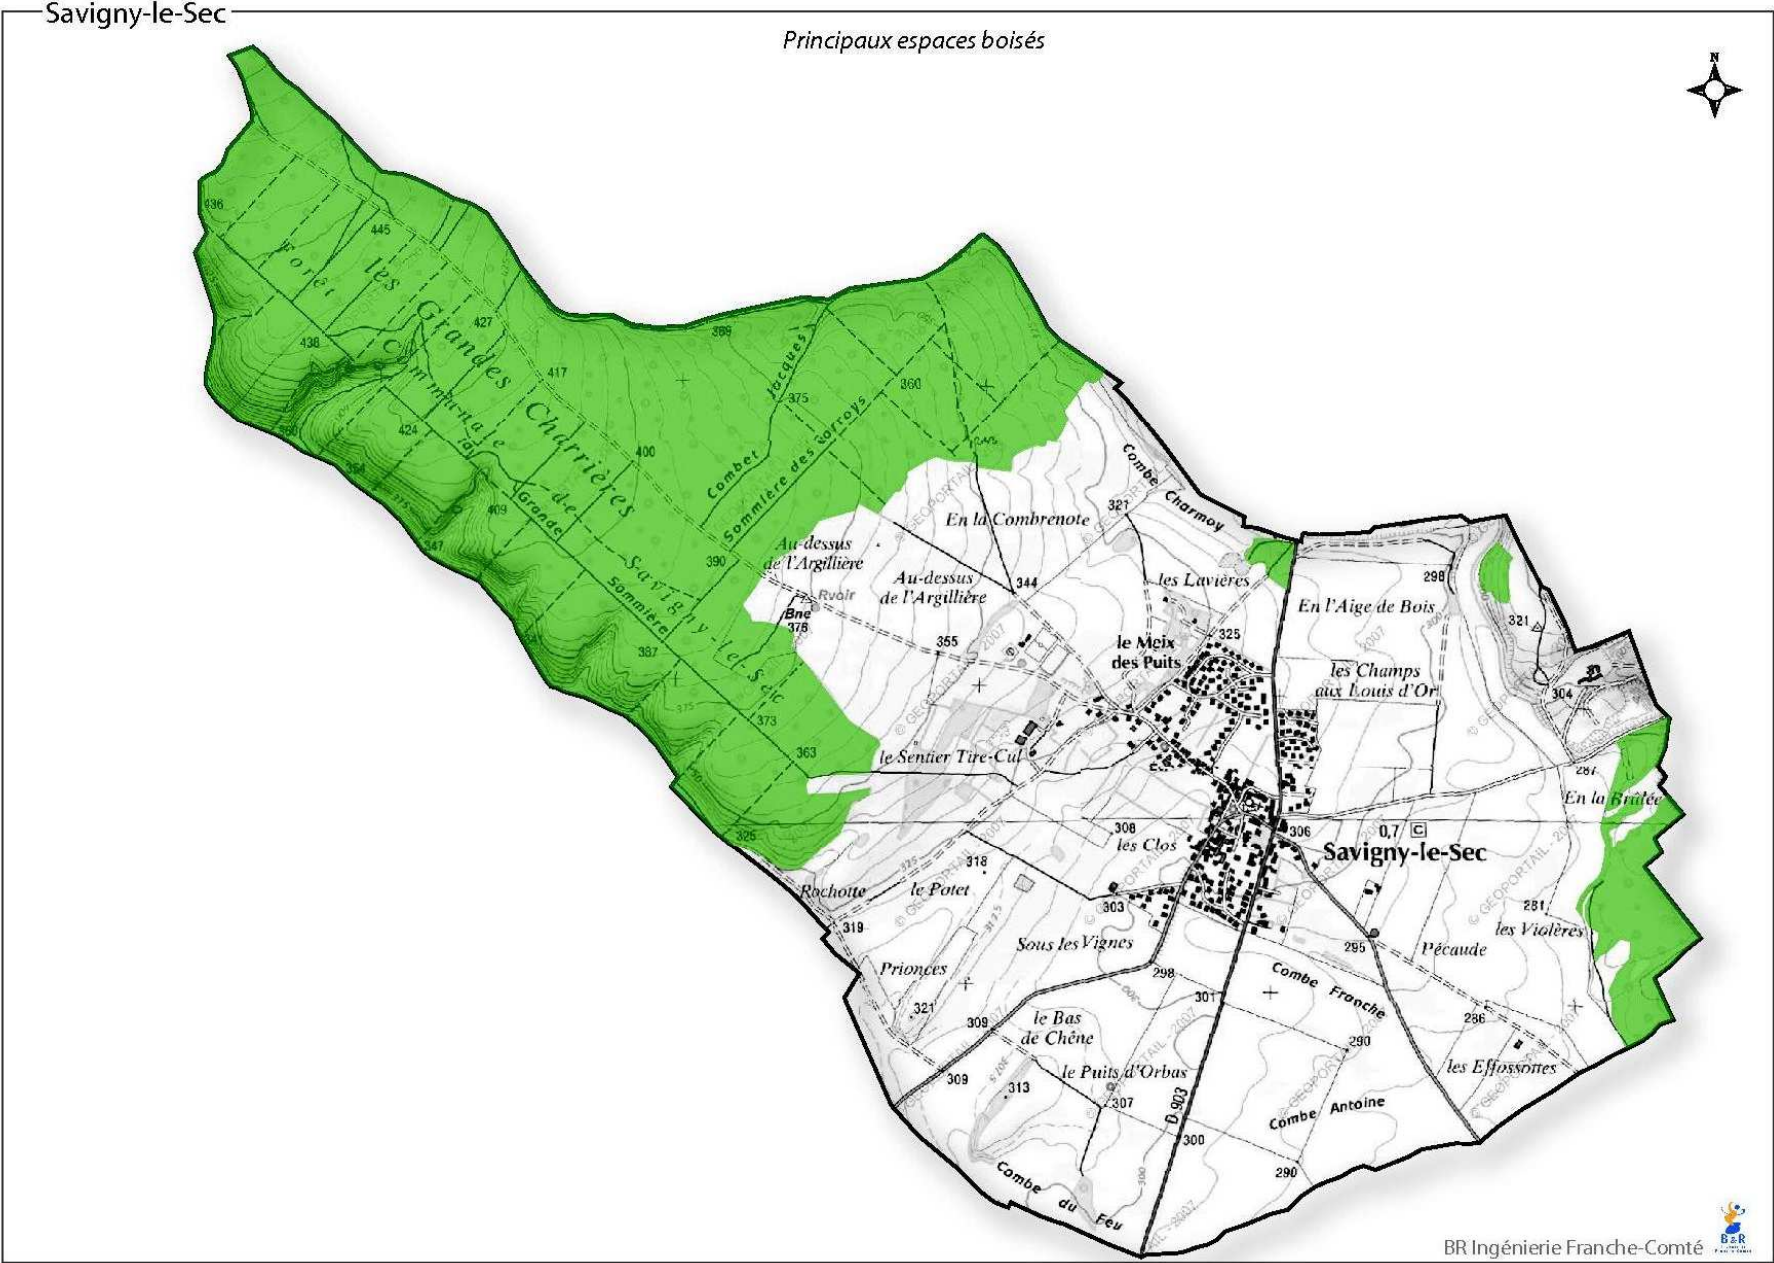 Savigny-le-Sec
Principaux espaces boisés
N
436
445
Forêt
les
Grandes
Charrières
427
438
Communale
de
Savigny-le-Sec
417
369
Jacques
375
360
424
400
Combet
Sommière des Corroys
Grande
Sommière
409
347
390
387
373
363
325
Combe Charmoy
321
En la Combrenote
Au-dessus
de l'Argillière
Au-dessus
de l'Argillière
344
les Lavières
298
En l'Aige de Bois
321
Rvoir
Bne
378
355
le Meix
des Puits
325
les Champs
aux Louis d'Or
304
le Sentier Tire-Cul
287
En la Brûlée
308
les Clos
306
0,7 C
Savigny-le-Sec
318
Rochotte
le Potet
303
281
les Violères
319
Sous les Vignes
295
Pécaude
Prionces
298
Combe Franche
301
321
309
le Bas
de Chêne
286
290
309
313
le Puits d'Orbas
307
les Effossottes
D 903
Combe Antoine
300
290
Combe du Feu
© GEOPORTAIL - 2007
BR Ingénierie Franche-Comté
B&R